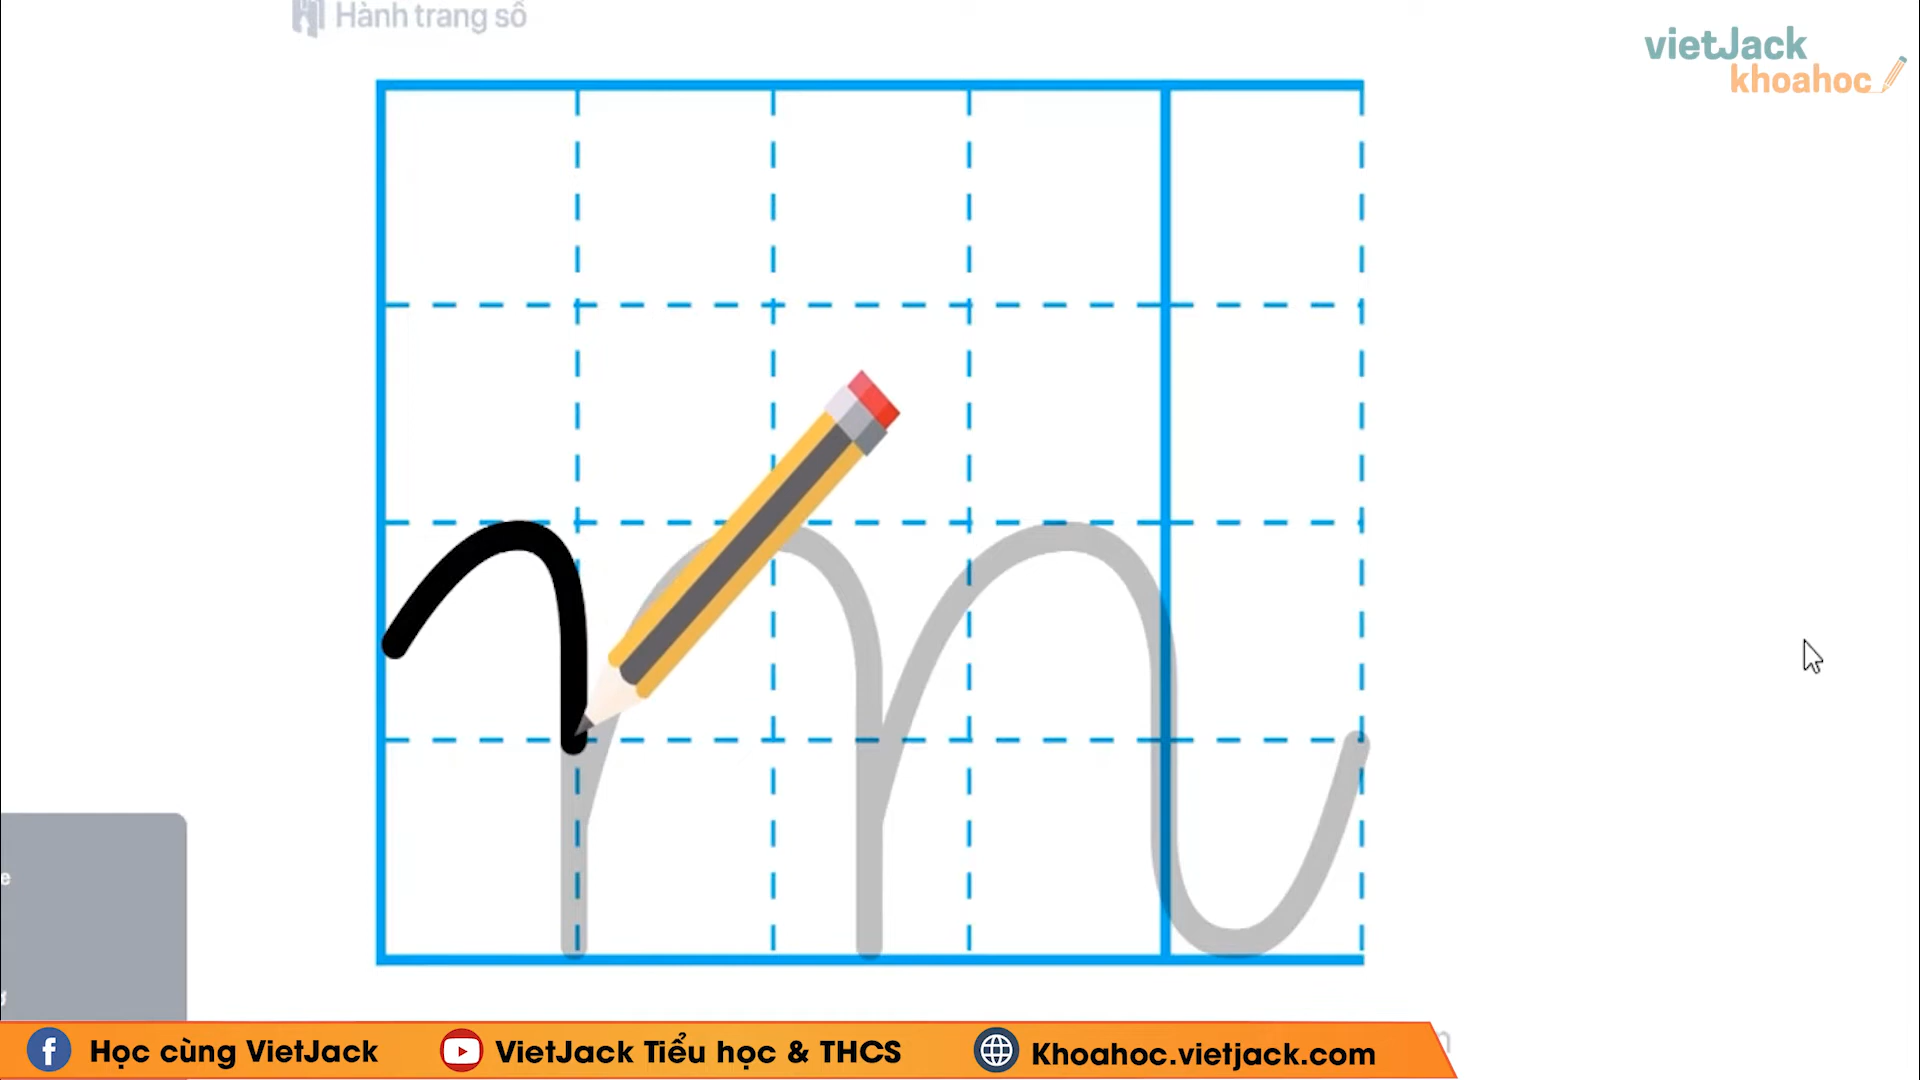 Hành trang số
vietJack
khoahoc
m
e
Học cùng VietJack
VietJack Tiểu học & THCS
Khoahoc.vietjack.com